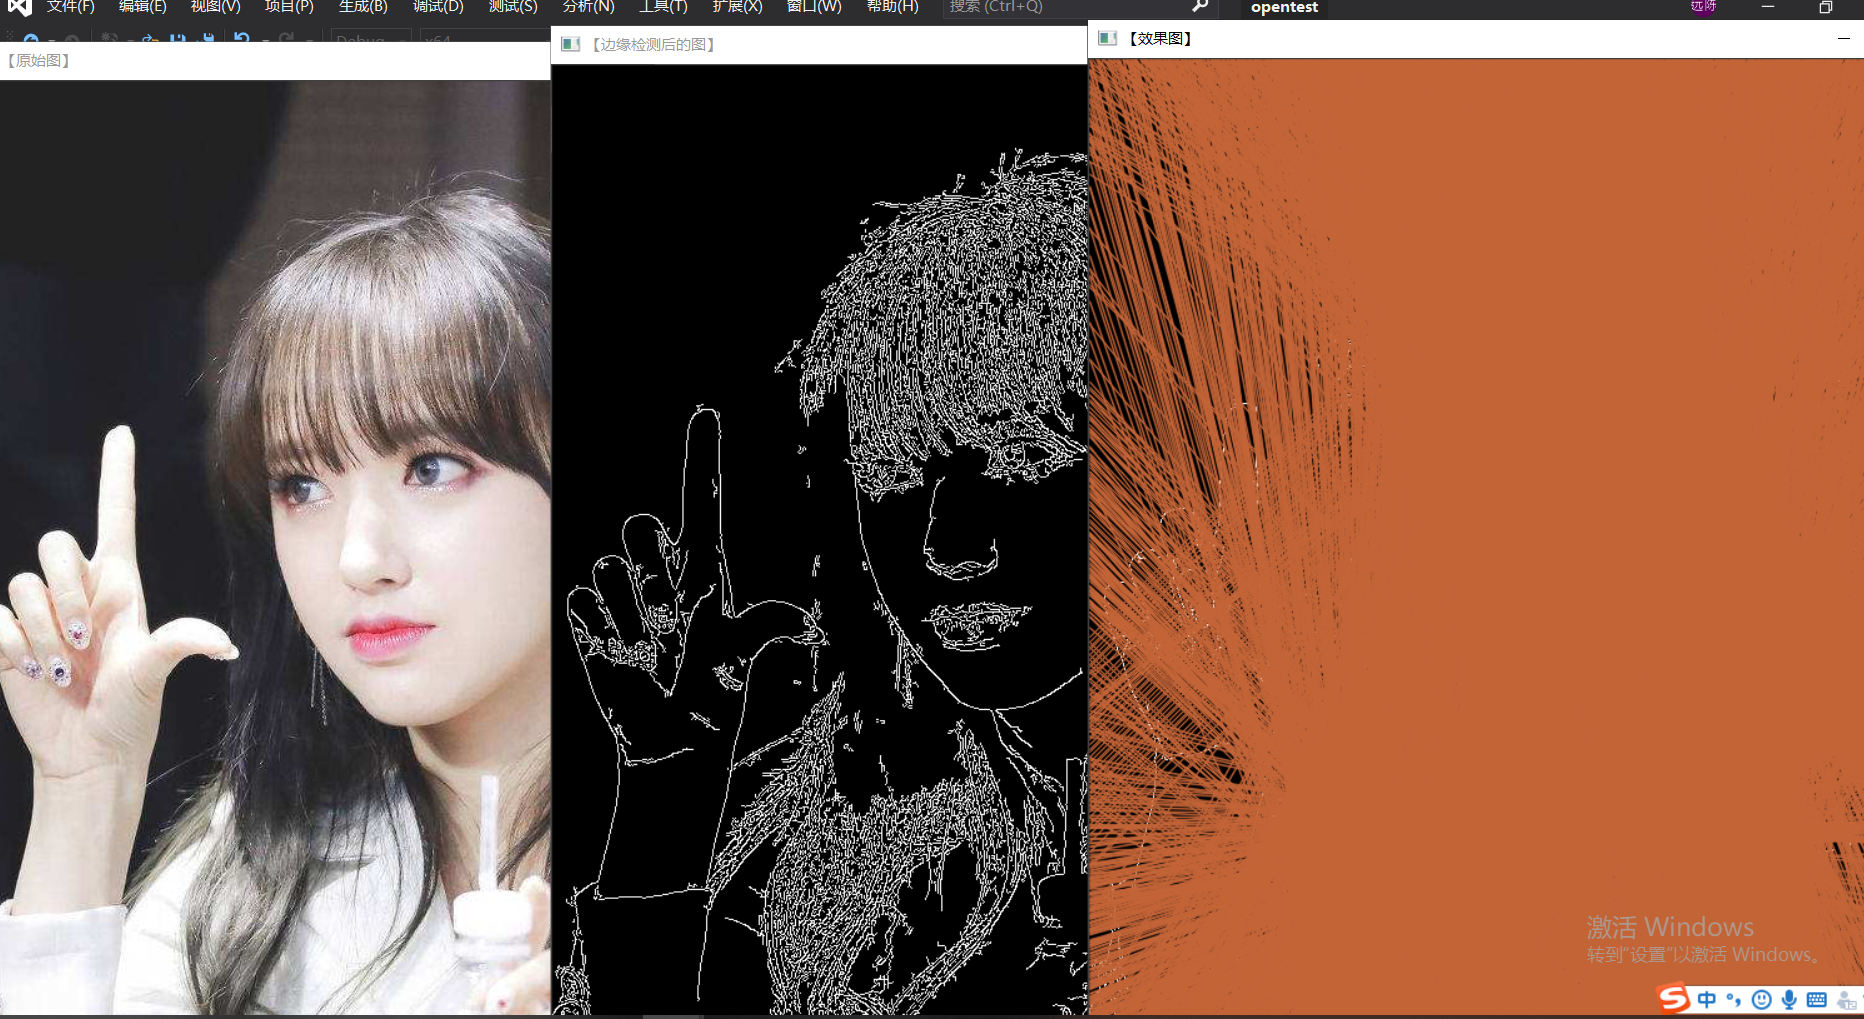 文件(F) 编辑(E) 视图(V) 项目(P) 生成(B) 调试(D) 测试(S) 分析(N) 工具(T) 扩展(X) 窗口(W) 帮助(H) 搜索 (Ctrl+Q) opentest 远陈
Debug x64
【原始图】
【边缘检测后的图】
【效果图】
激活 Windows
转到"设置"以激活 Windows。
中